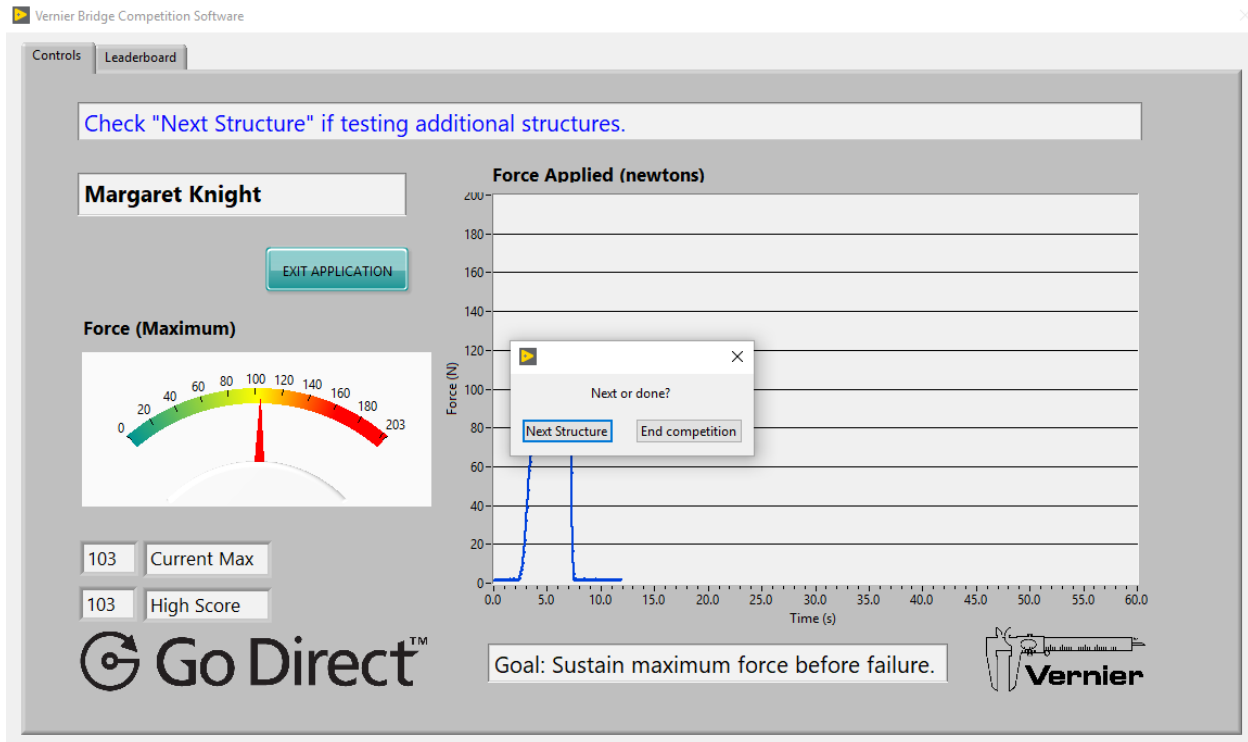 Vernier Bridge Competition Software
Controls
Leaderboard
Check "Next Structure" if testing additional structures.
Margaret Knight
EXIT APPLICATION
Force (Maximum)
0 20 40 60 80 100 120 140 160 180 203
103 Current Max
103 High Score
Go Direct™
Force Applied (newtons)
200
180
160
140
120
100
80
60
40
20
0
Force (N)
0.0 5.0 10.0 15.0 20.0 25.0 30.0 35.0 40.0 45.0 50.0 55.0 60.0
Time (s)
Next or done?
Next Structure End competition
Goal: Sustain maximum force before failure.
Vernier